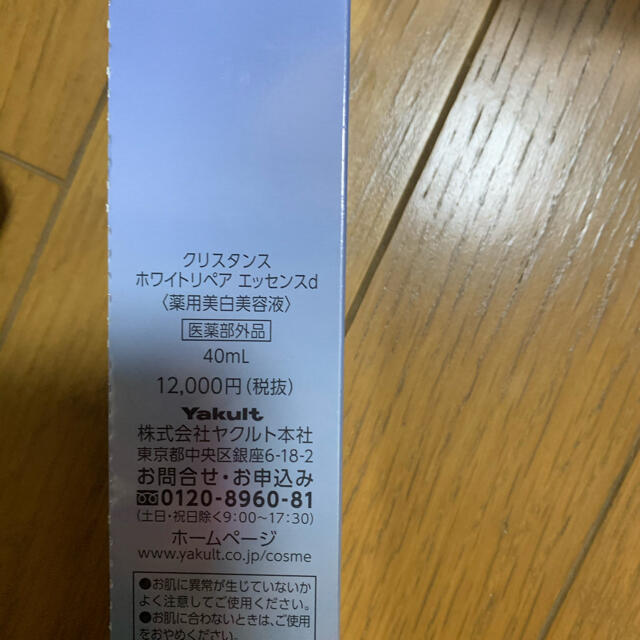 クリスタンス
ホワイトリペア エッセンスd
〈薬用美白美容液〉
医薬部外品
40mL
12,000円(税抜)
Yakult
株式会社ヤクルト本社
東京都中央区銀座6-18-2
お問合せ・お申込み
0120-8960-81
(土日・祝日除く9:00〜17:30)
ホームページ
www.yakult.co.jp/cosme
●お肌に異常が生じていないか
よく注意してご使用ください。
●お肌に合わないときは、ご使用
をおやめください。